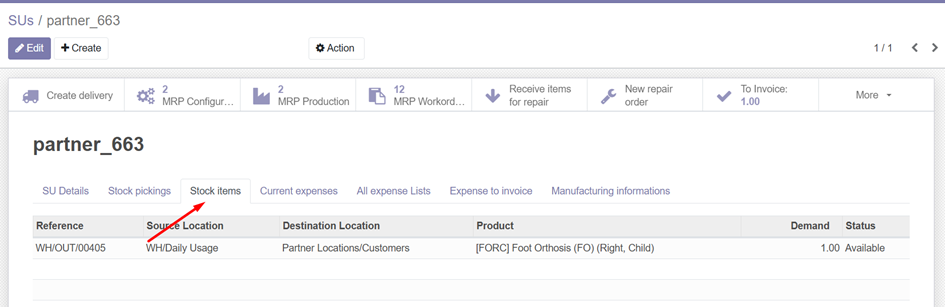 SUs / partner_663
Edit
+ Create
Action
1 / 1
Create delivery
2
MRP Configur...
2
MRP Production
12
MRP Workord...
Receive items
for repair
New repair
order
To Invoice:
1.00
More
partner_663
SU Details Stock pickings Stock items Current expenses All expense Lists Expense to invoice Manufacturing informations
Reference Source Location Destination Location Product Demand Status
WH/OUT/00405 WH/Daily Usage Partner Locations/Customers [FORC] Foot Orthosis (FO) (Right, Child) 1.00 Available